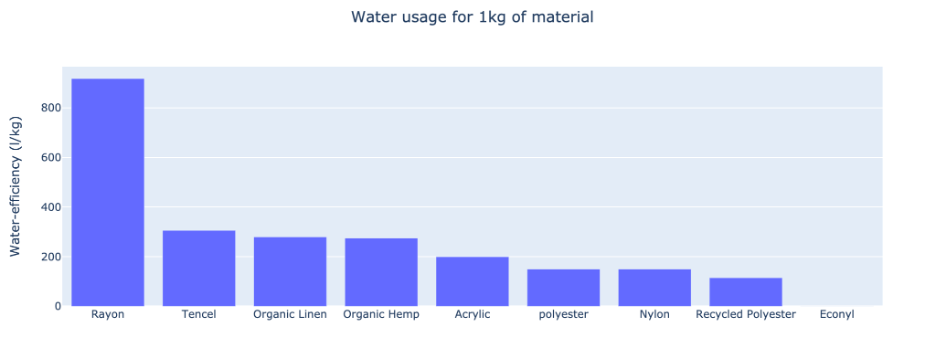 Water usage for 1kg of material
Water-efficiency (l/kg)
800
600
400
200
0
Rayon Tencel Organic Linen Organic Hemp Acrylic polyester Nylon Recycled Polyester Econyl